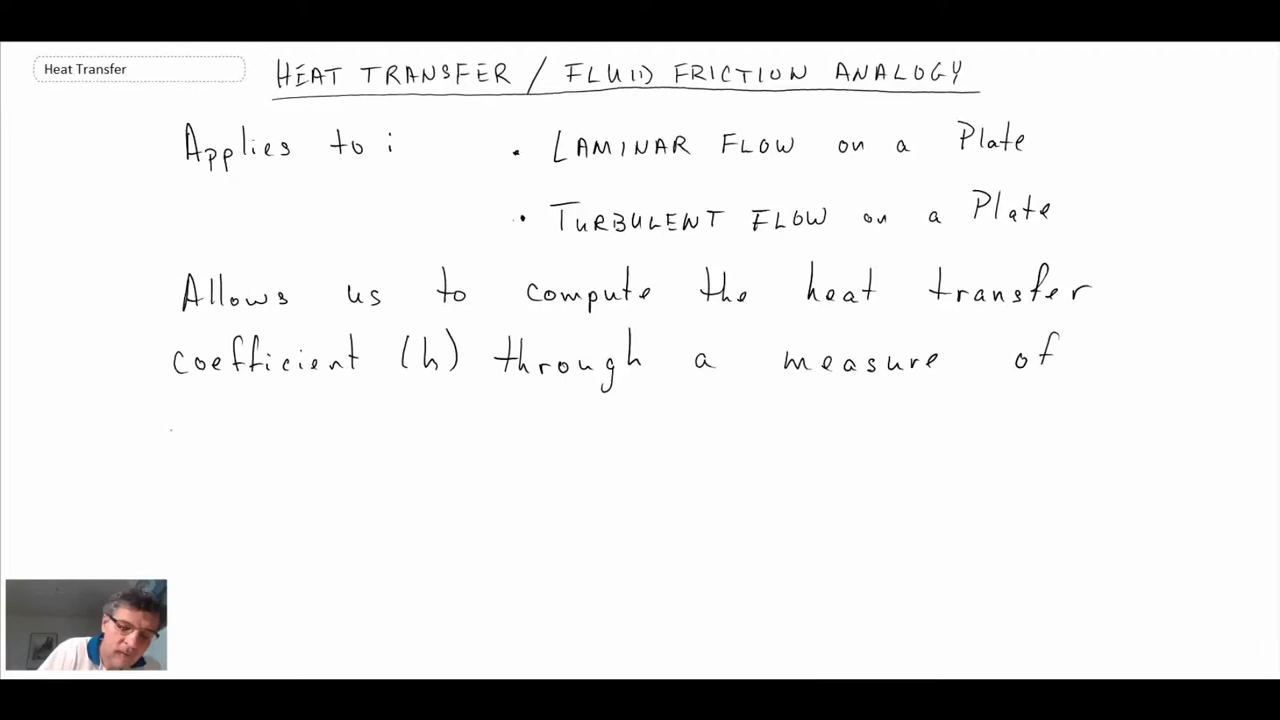 Heat Transfer
HEAT TRANSFER / FLUID FRICTION ANALOGY
Applies to : • LAMINAR FLOW on a Plate
• TURBULENT FLOW on a Plate
Allows us to compute the heat transfer
coefficient (h) through a measure of